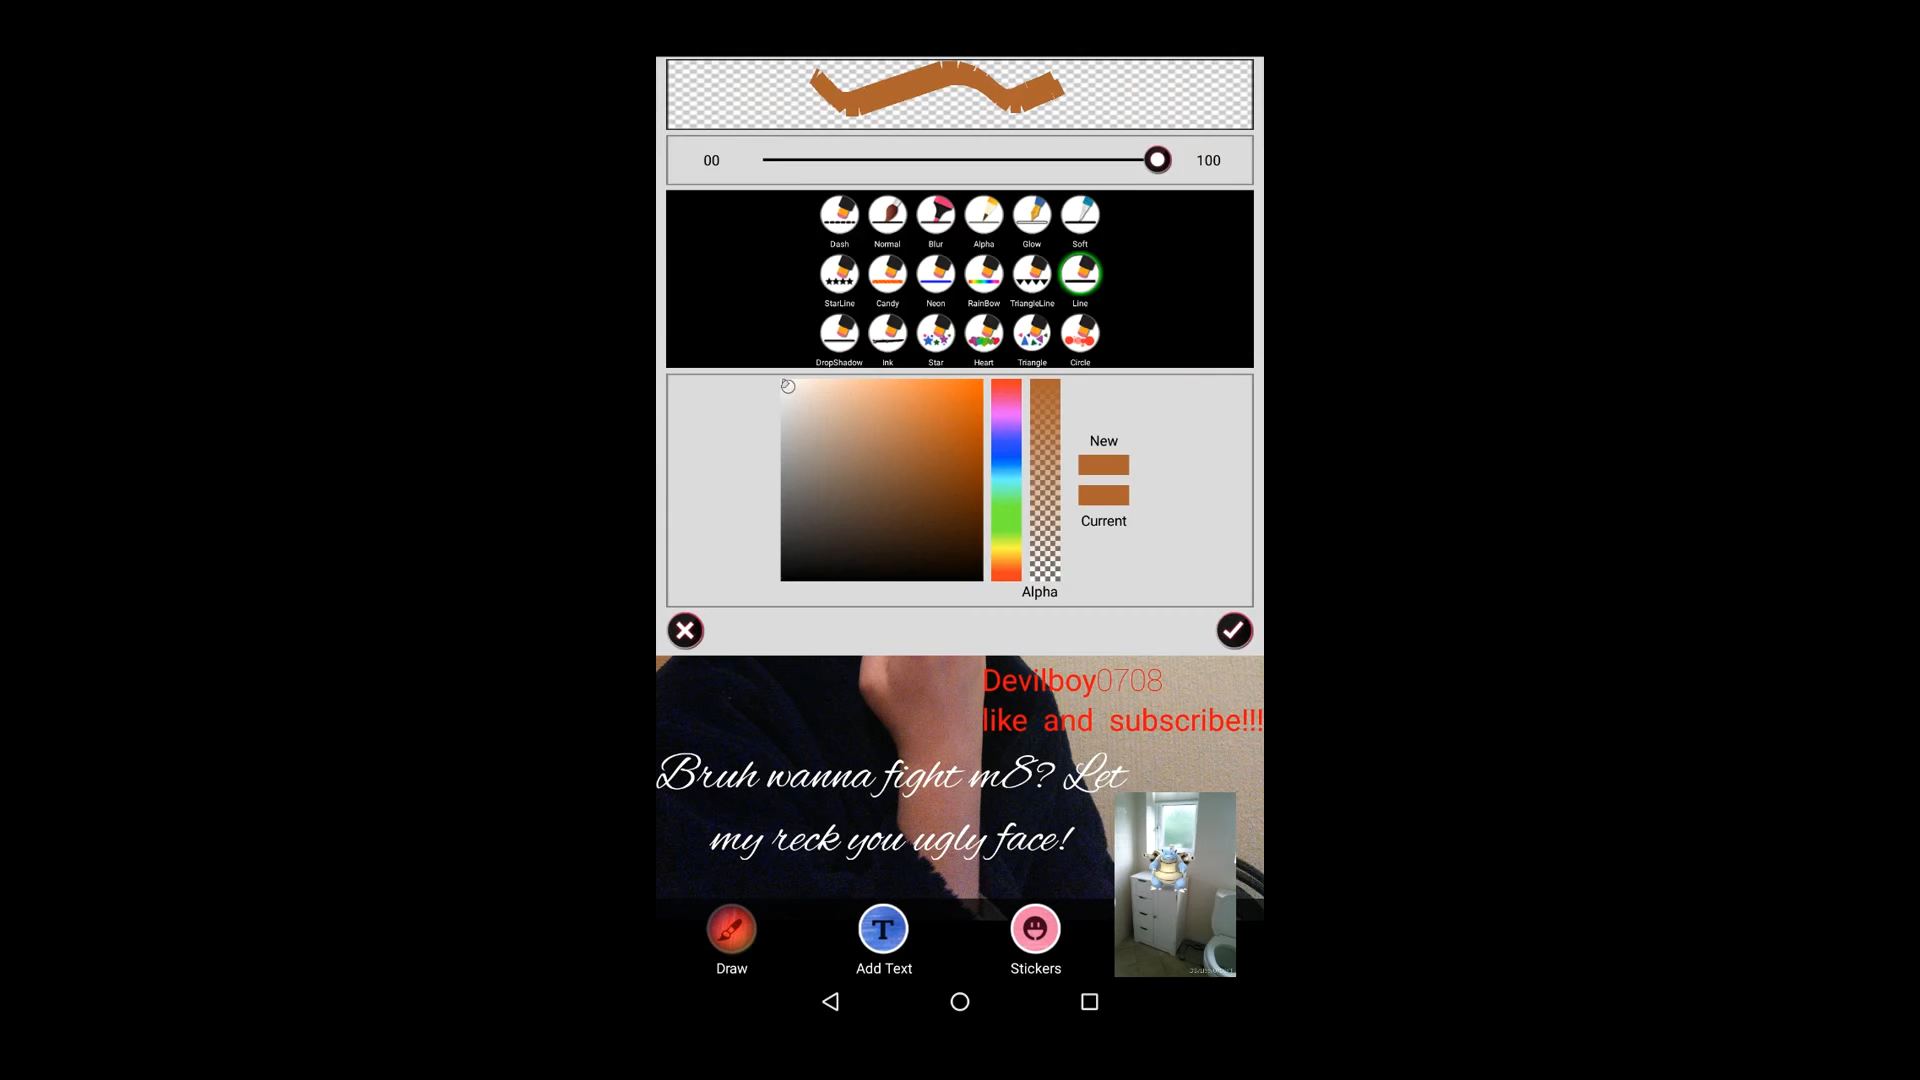 00 100
Dash Normal Blur Alpha Glow Soft
StarLine Candy Neon RainBow TriangleLine Line
DropShadow Ink Star Heart Triangle Circle
New
Current
Alpha
Devilboy0708
like and subscribe!!!
Bruh wanna fight m8? Let
my reck you ugly face!
T
Draw Add Text Stickers